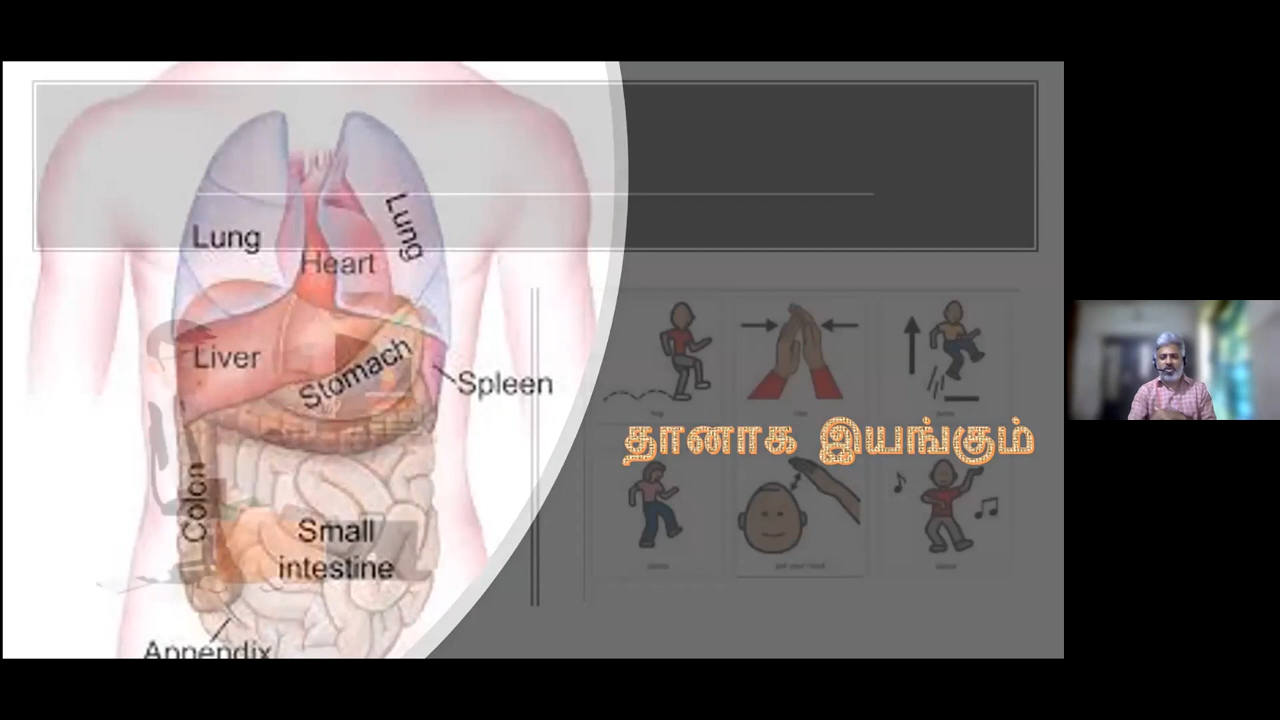 Lung
Lung
Heart
Liver
Stomach
Spleen
Colon
Small
intestine
Appendix
தானாக இயங்கும்